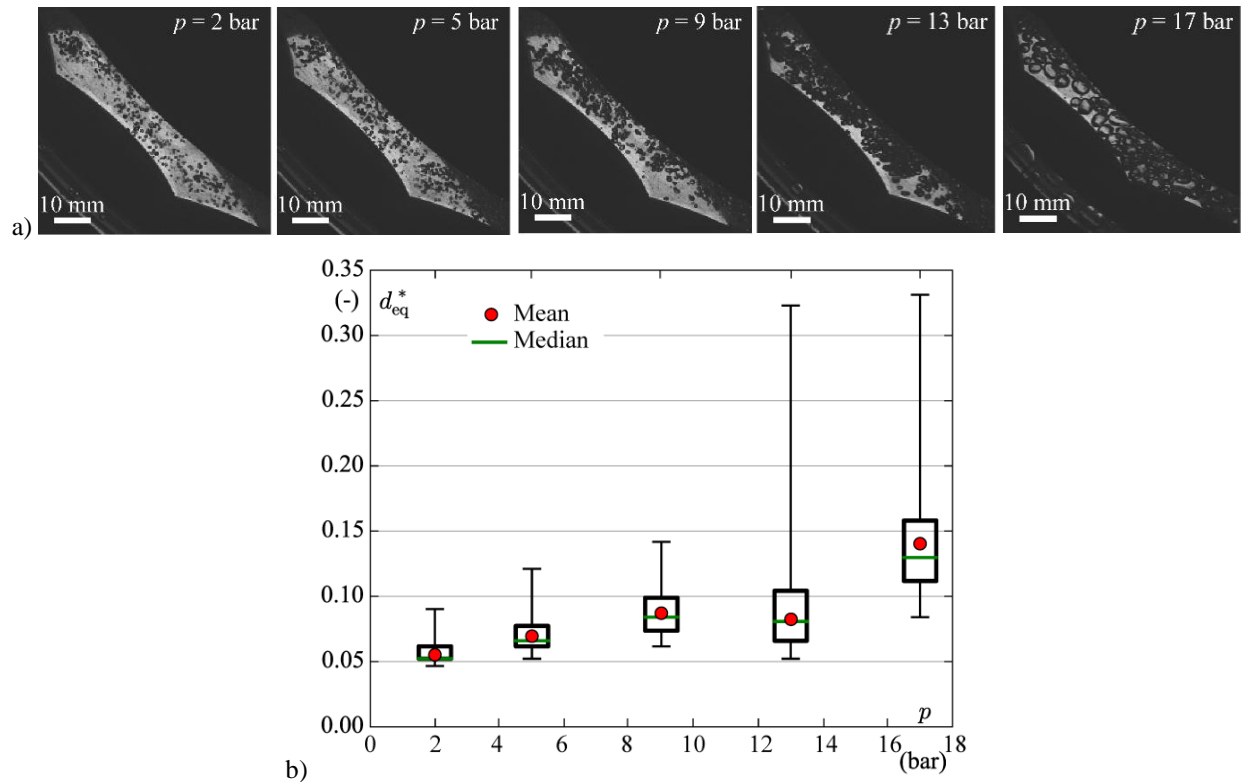 p = 2 bar
p = 5 bar
p = 9 bar
p = 13 bar
p = 17 bar
10 mm
10 mm
10 mm
10 mm
10 mm
a)
0.35
(-)
d_eq^*
Mean
Median
0.30
0.25
0.20
0.15
0.10
0.05
0.00
p
0 2 4 6 8 10 12 14 16 18
(bar)
b)